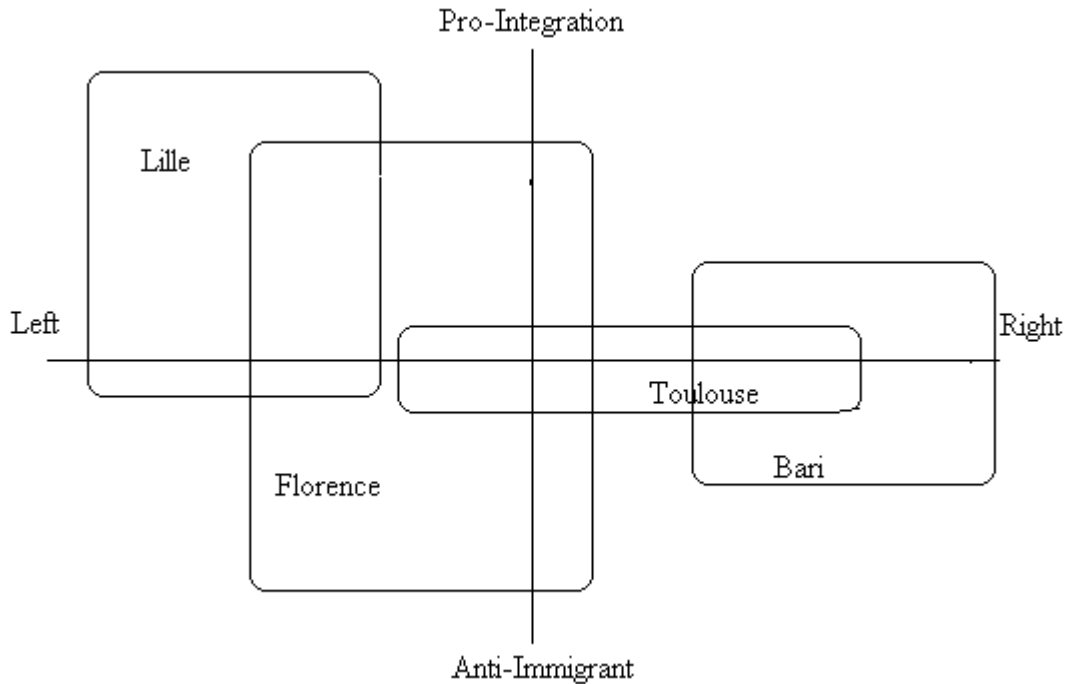 Pro-Integration
Lille
Left
Right
Toulouse
Bari
Florence
Anti-Immigrant